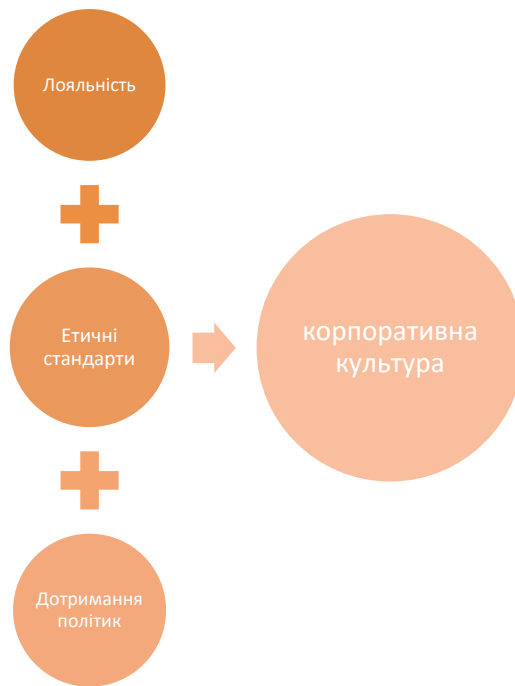 Лояльність
Етичні
стандарти
Дотримання
політик
корпоративна
культура